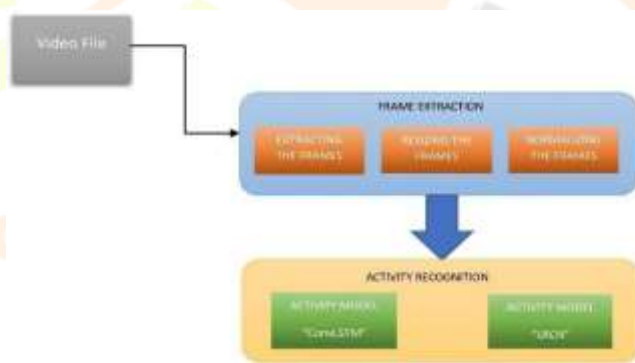 Video File
FRAME EXTRACTION
EXTRACTING
THE FRAMES
RESIZING THE
FRAMES
NORMALIZING
THE FRAMES
ACTIVITY RECOGNITION
ACTIVITY MODEL
"ConvLSTM"
ACTIVITY MODEL
"LRCN"